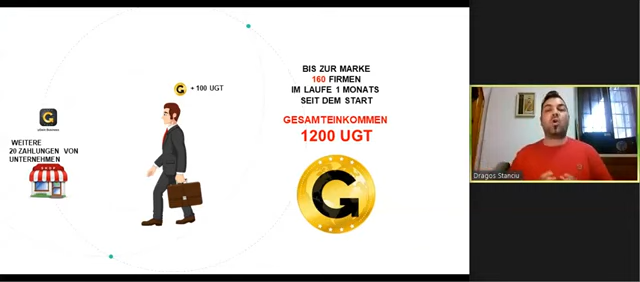 BIS ZUR MARKE
160 FIRMEN
IM LAUFE 1 MONATS
SEIT DEM START
GESAMTEINKOMMEN
1200 UGT
+ 100 UGT
WEITERE
20 ZAHLUNGEN VON
UNTERNEHMEN
SHOP
Dragos Stanciu